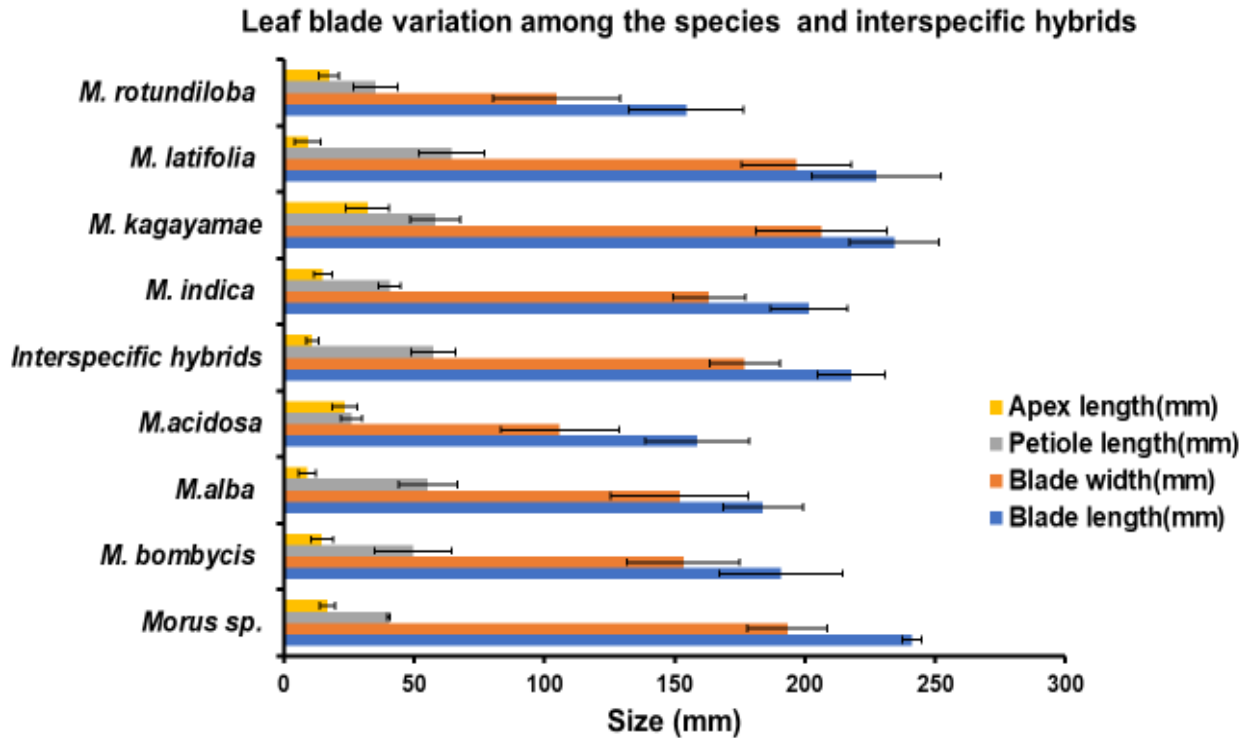 Leaf blade variation among the species and interspecific hybrids
M. rotundiloba
M. latifolia
M. kagayamae
M. indica
Interspecific hybrids
M.acidosa
M.alba
M. bombycis
Morus sp.
Apex length(mm)
Petiole length(mm)
Blade width(mm)
Blade length(mm)
0 50 100 150 200 250 300
Size (mm)